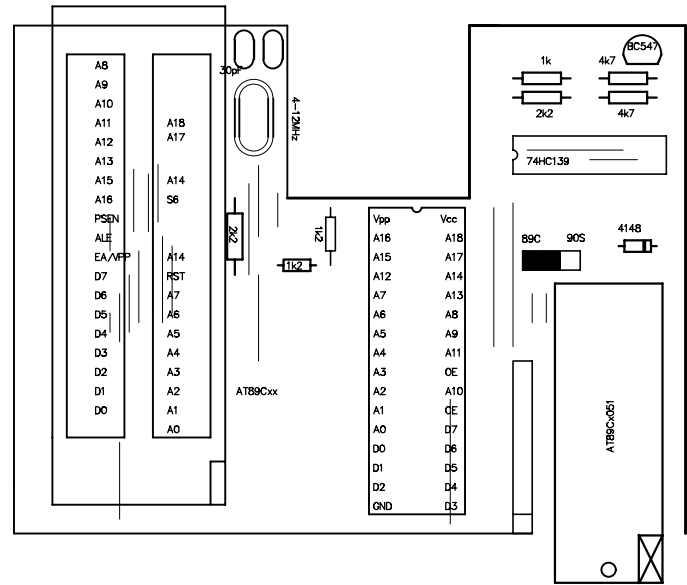 30pF
4-12MHz
BC547
1k
4k7
2k2
4k7
74HC139
A8
A9
A10
A11
A12
A13
A15
A16
PSEN
ALE
EA/VPP
D7
D6
D5
D4
D3
D2
D1
D0
A18
A17
A14
S6
A14
RST
A7
A6
A5
A4
A3
A2
A1
A0
2k2
1k2
1k2
AT89Cxx
Vpp Vcc
A16 A18
A15 A17
A12 A14
A7 A13
A6 A8
A5 A9
A4 A11
A3 OE
A2 A10
A1 CE
A0 D7
D0 D6
D1 D5
D2 D4
GND D3
89C 90S
4148
AT89Cx051